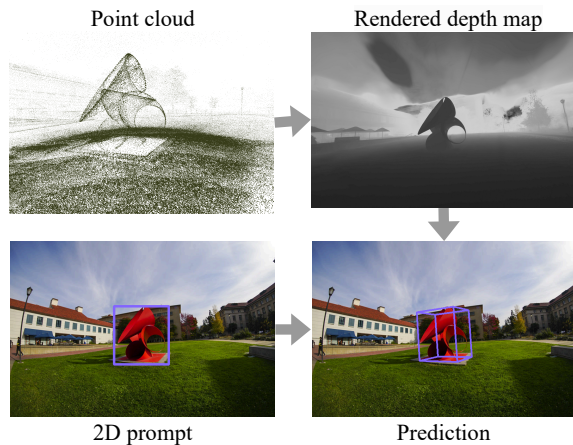 Point cloud
Rendered depth map
2D prompt
Prediction